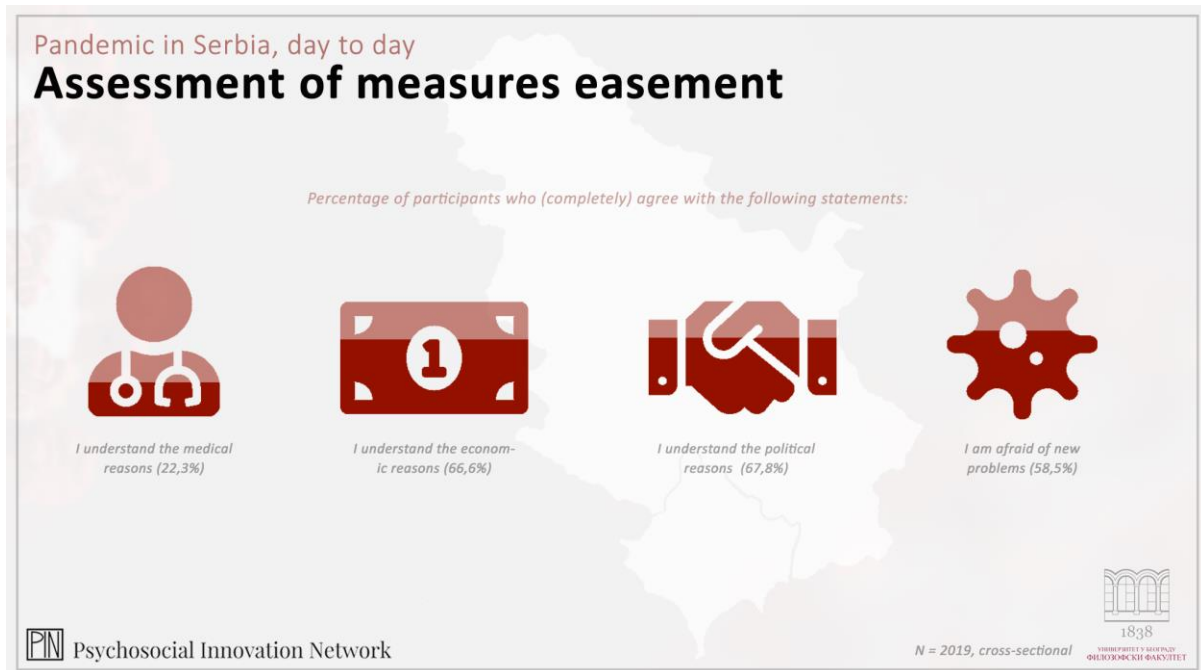 Pandemic in Serbia, day to day
Assessment of measures easement
Percentage of participants who (completely) agree with the following statements:
1
I understand the medical
reasons (22,3%)
I understand the econom-
ic reasons (66,6%)
I understand the political
reasons (67,8%)
I am afraid of new
problems (58,5%)
PIN Psychosocial Innovation Network
N = 2019, cross-sectional
1838
УНИВЕРЗИТЕТ У БЕОГРАДУ
ФИЛОЗОФСКИ ФАКУЛТЕТ